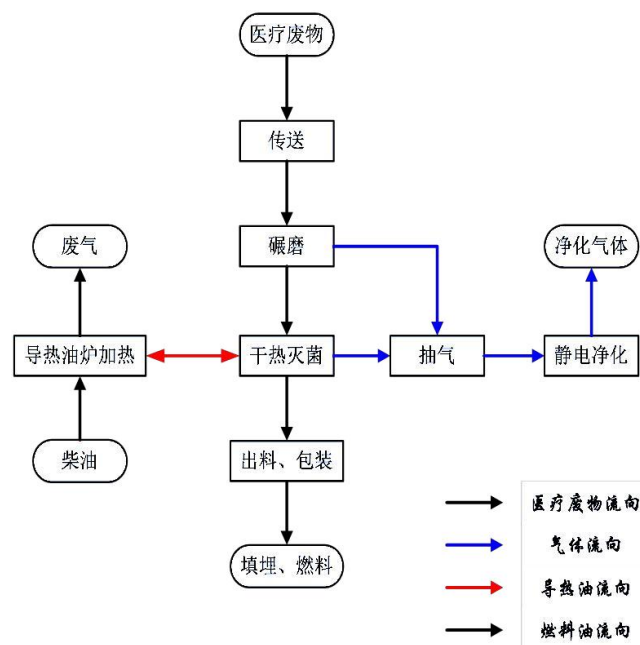 医疗废物
传送
废气
碾磨
净化气体
导热油炉加热
干热灭菌
抽气
静电净化
柴油
出料、包装
填埋、燃料
医疗废物流向
气体流向
导热油流向
燃料油流向